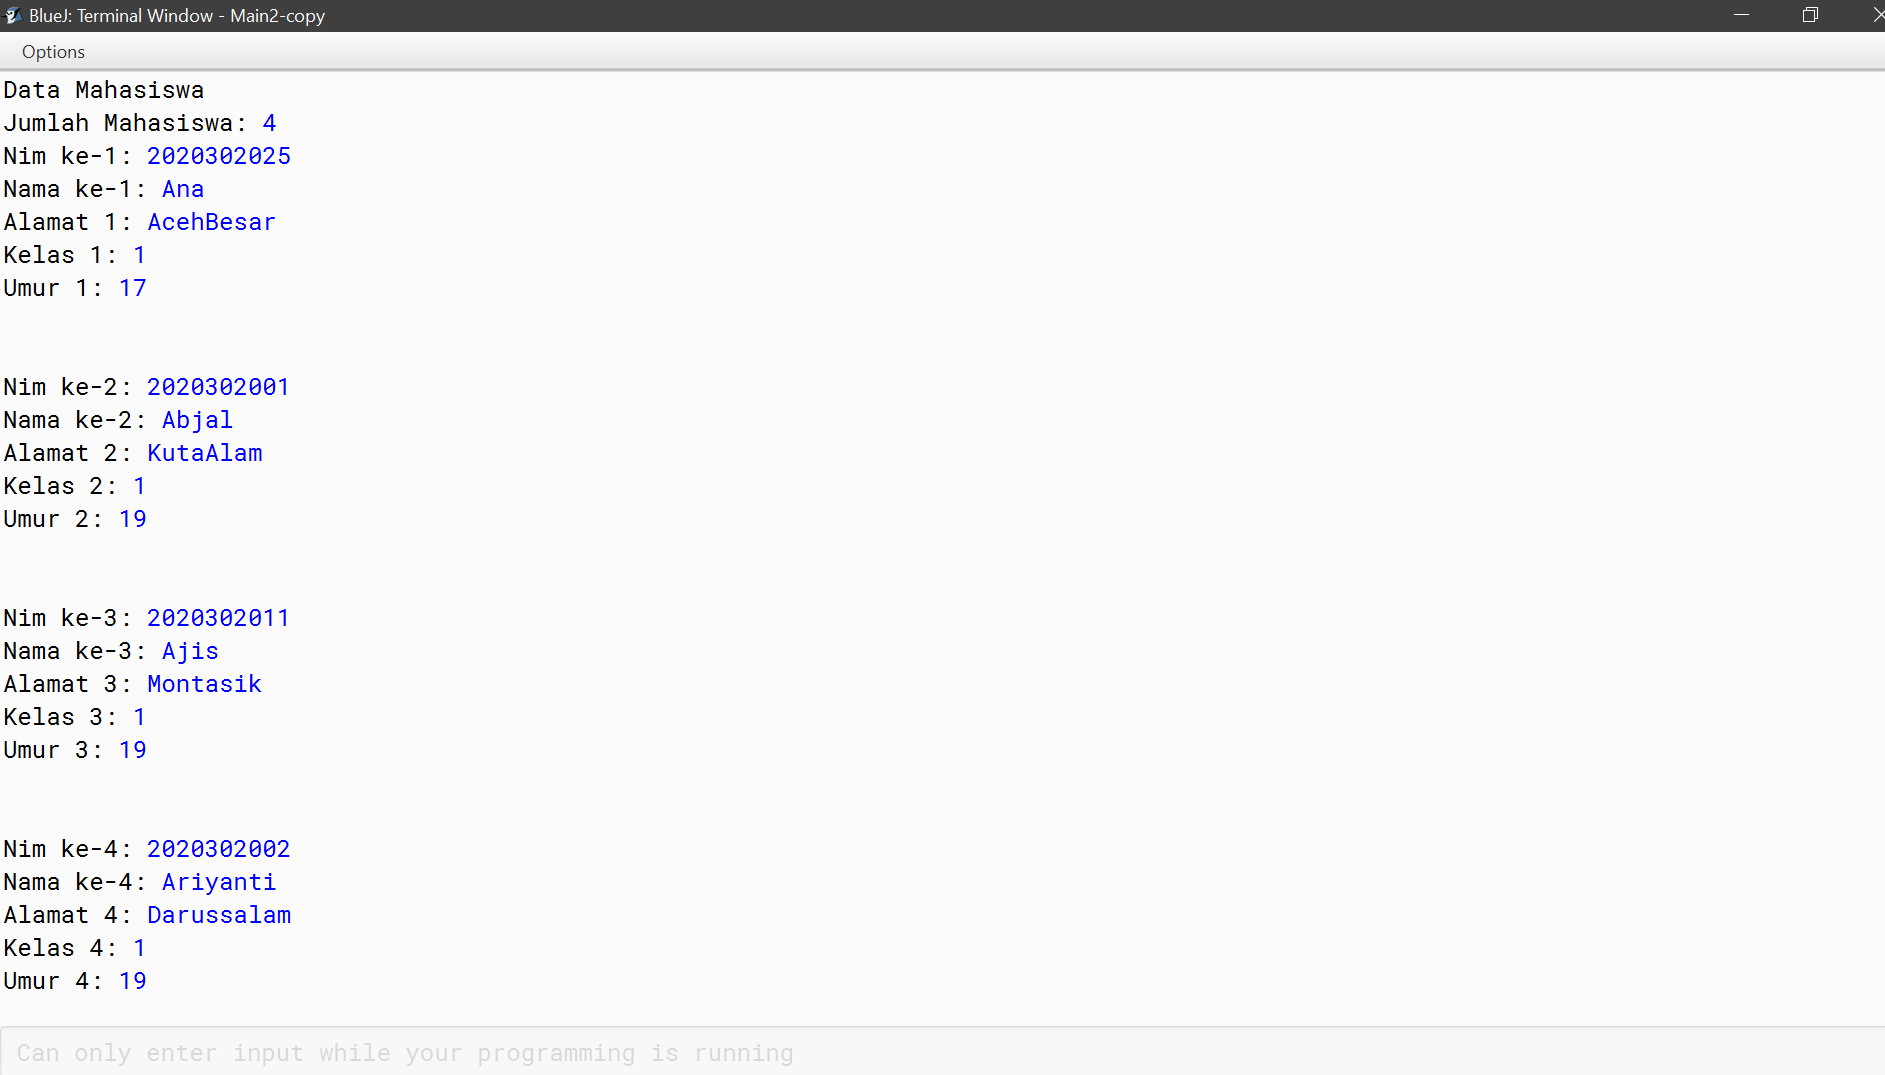 BlueJ: Terminal Window - Main2-copy
Options
Data Mahasiswa
Jumlah Mahasiswa: 4
Nim ke-1: 2020302025
Nama ke-1: Ana
Alamat 1: AcehBesar
Kelas 1: 1
Umur 1: 17
Nim ke-2: 2020302001
Nama ke-2: Abjal
Alamat 2: KutaAlam
Kelas 2: 1
Umur 2: 19
Nim ke-3: 2020302011
Nama ke-3: Ajis
Alamat 3: Montasik
Kelas 3: 1
Umur 3: 19
Nim ke-4: 2020302002
Nama ke-4: Ariyanti
Alamat 4: Darussalam
Kelas 4: 1
Umur 4: 19
Can only enter input while your programming is running